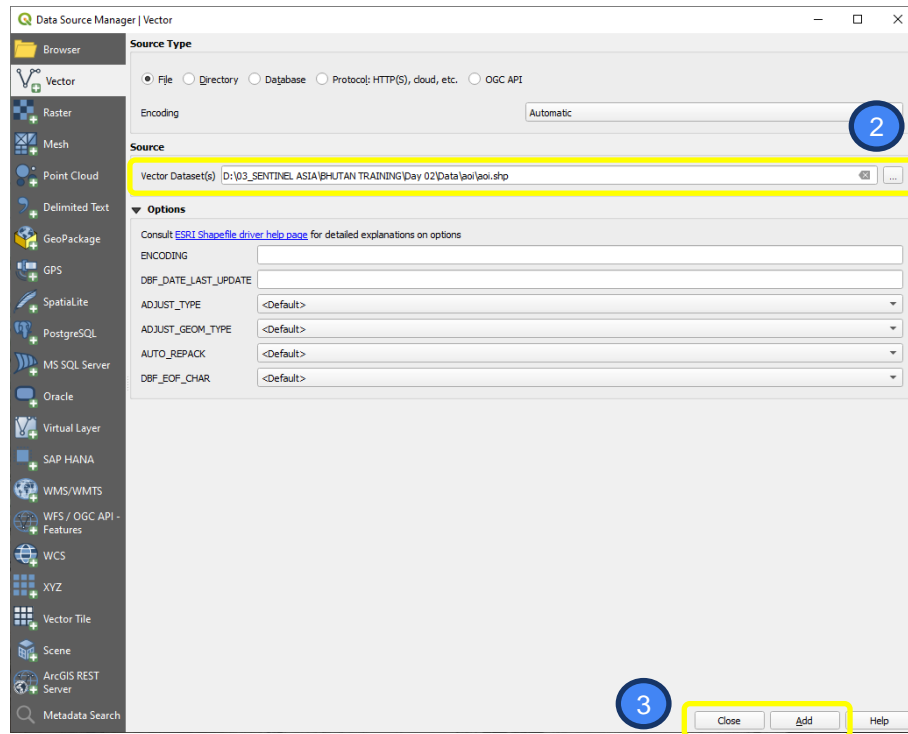 Data Source Manager | Vector
Browser
Vector
Raster
Mesh
Point Cloud
Delimited Text
GeoPackage
GPS
SpatiaLite
PostgreSQL
MS SQL Server
Oracle
Virtual Layer
SAP HANA
WMS/WMTS
WFS / OGC API -
Features
WCS
XYZ
Vector Tile
Scene
ArcGIS REST
Server
Metadata Search
Source Type
File Directory Database Protocol: HTTP(S), cloud, etc. OGC API
Encoding Automatic
2
Source
Vector Dataset(s) D:\03_SENTINEL ASIA\BHUTAN TRAINING\Day 02\Data\aoi\aoi.shp ...
Options
Consult ESRI Shapefile driver help page for detailed explanations on options
ENCODING
DBF_DATE_LAST_UPDATE
ADJUST_TYPE <Default>
ADJUST_GEOM_TYPE <Default>
AUTO_REPACK <Default>
DBF_EOF_CHAR <Default>
3
Close Add Help